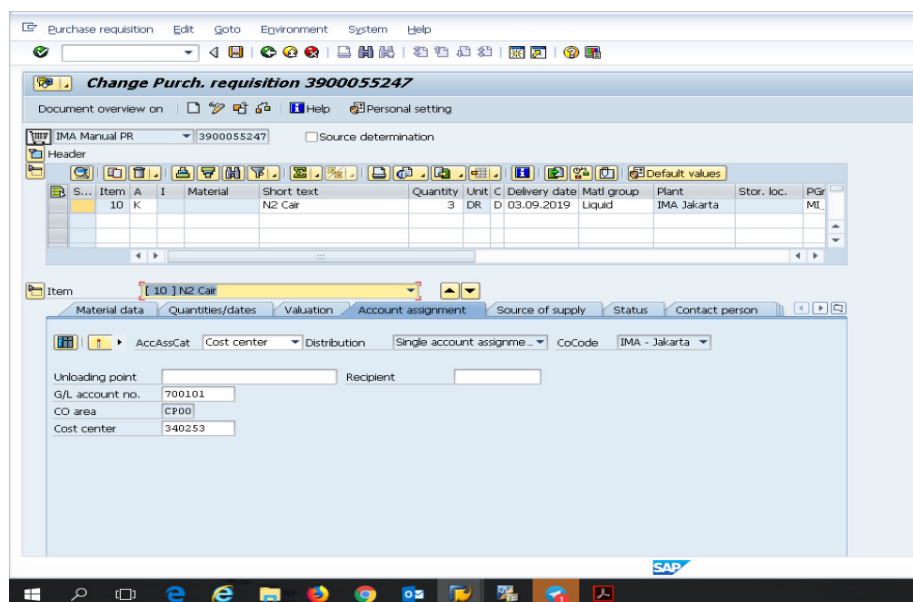 Purchase requisition Edit Goto Environment System Help
Change Purch. requisition 3900055247
Document overview on Help Personal setting
IMA Manual PR 3900055247 Source determination
Header
Default values
S... Item A I Material Short text Quantity Unit C Delivery date Matl group Plant Stor. loc. PGr
10 K N2 Cair 3 DR D 03.09.2019 Liquid IMA Jakarta MI_
Item [ 10 ] N2 Cair
Material data Quantities/dates Valuation Account assignment Source of supply Status Contact person
AccAssCat Cost center Distribution Single account assignme... CoCode IMA - Jakarta
Unloading point Recipient
G/L account no. 700101
CO area CP00
Cost center 340253
SAP